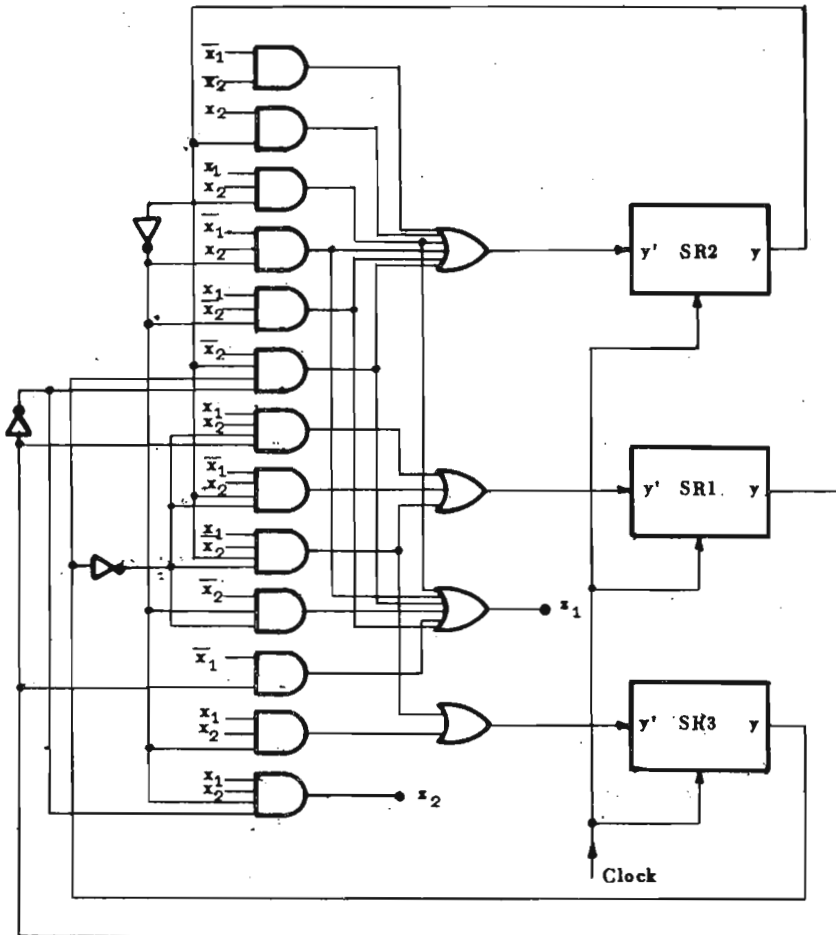 x̅1
x̅2
x2
x1
x2
x̅1
x2
x1
x̅2
x̅2
x1
x2
x̅1
x2
x1
x̅2
x̅2
x̅1
x1
x2
x1
x2
y' SR2 y
y' SR1 y
z1
y' SR3 y
z2
Clock